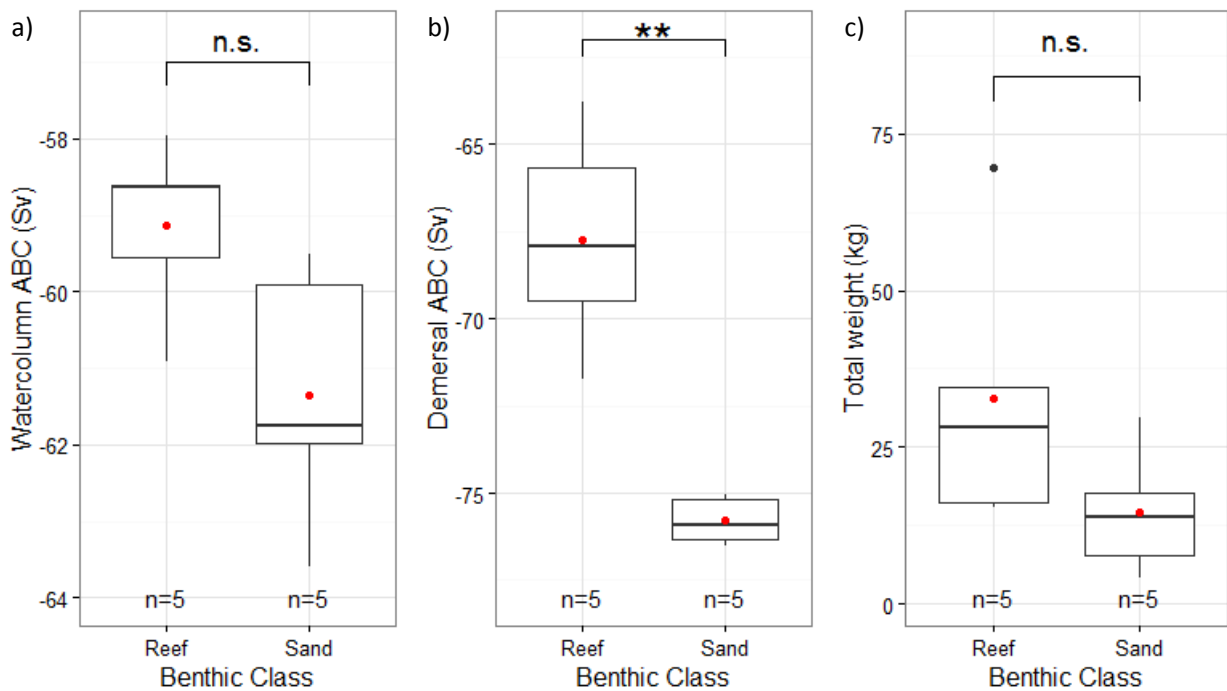 a)
n.s.
Watercolumn ABC (Sv)
-58
-60
-62
-64
n=5
n=5
Reef
Sand
Benthic Class
b)
**
Demersal ABC (Sv)
-65
-70
-75
n=5
n=5
Reef
Sand
Benthic Class
c)
n.s.
Total weight (kg)
75
50
25
0
n=5
n=5
Reef
Sand
Benthic Class